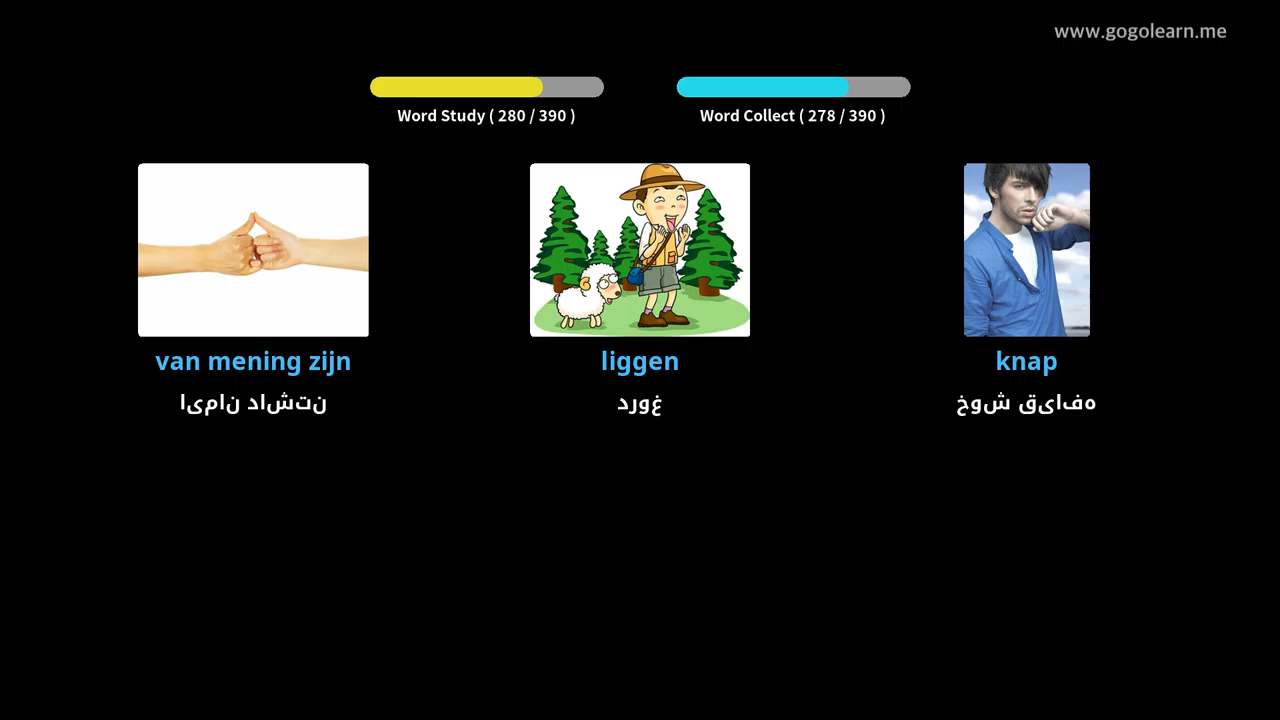 www.gogolearn.me
Word Study ( 280 / 390 )
Word Collect ( 278 / 390 )
van mening zijn
liggen
knap
نتشاد نامیا
غورد
هفایق شوخ